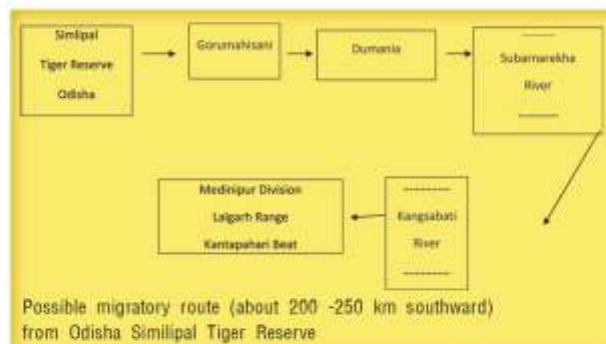 Similipal
Tiger Reserve
Odisha
Gorumahisani
Dumania
--------
Subarnarekha
River
--------
---------
Kangsabati
River
---------
Medinipur Division
Lalgarh Range
Kantapahari Beat
Possible migratory route (about 200 -250 km southward)
from Odisha Similipal Tiger Reserve